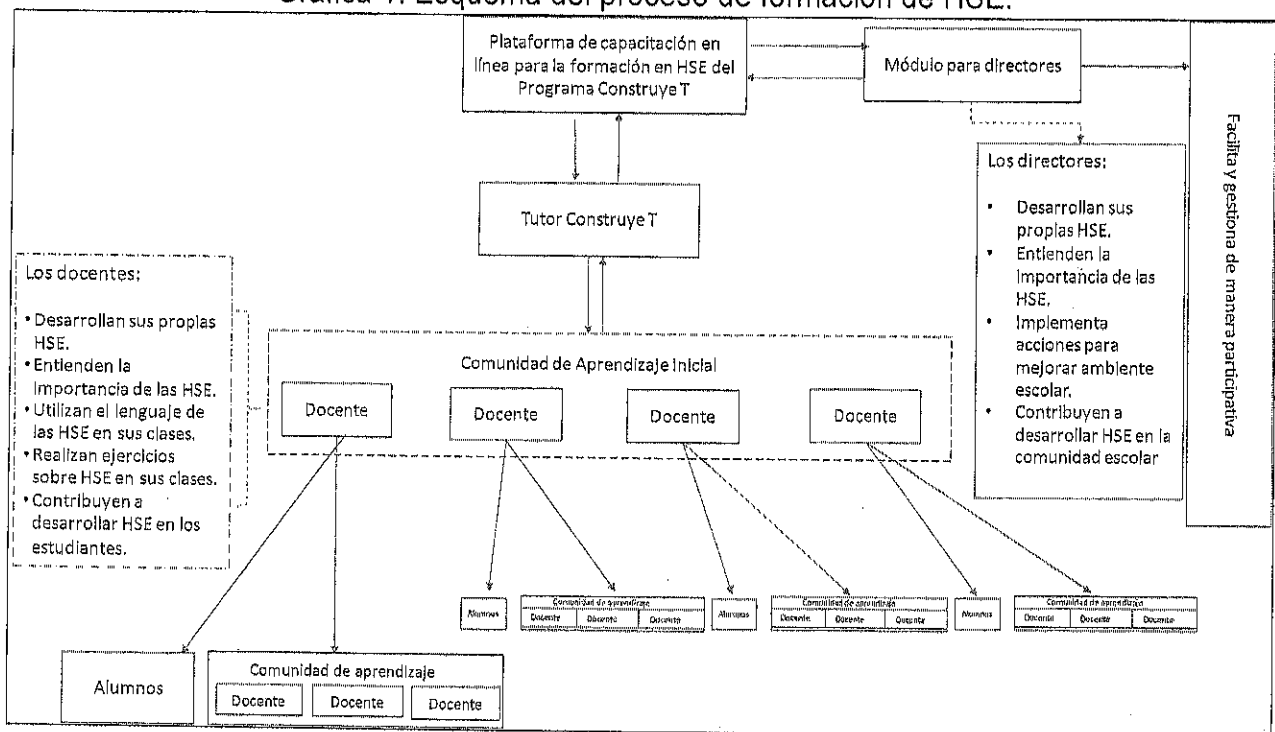 Gráfica 1. Esquema del proceso de formación de HSE.
Plataforma de capacitación en
línea para la formación en HSE del
Programa Construye T
Módulo para directores
Facilita y gestiona de manera participativa
Los directores:
• Desarrollan sus
propias HSE.
• Entienden la
Importancia de las
HSE.
• Implementa
acciones para
mejorar ambiente
escolar.
• Contribuyen a
desarrollar HSE en la
comunidad escolar
Tutor Construye T
Los docentes:
• Desarrollan sus propias
HSE.
• Entienden la
Importancia de las HSE.
• Utilizan el lenguaje de
las HSE en sus clases.
• Realizan ejercicios
sobre HSE en sus clases.
• Contribuyen a
desarrollar HSE en los
estudiantes.
Comunidad de Aprendizaje Inicial
Docente
Docente
Docente
Docente
Alumnos
Comunidad de aprendizaje
Docente Docente Docente
Alumnos
Comunidad de aprendizaje
Docente Docente Docente
Alumnos
Comunidad de aprendizaje
Docente Docente Docente
Alumnos
Comunidad de aprendizaje
Docente Docente Docente